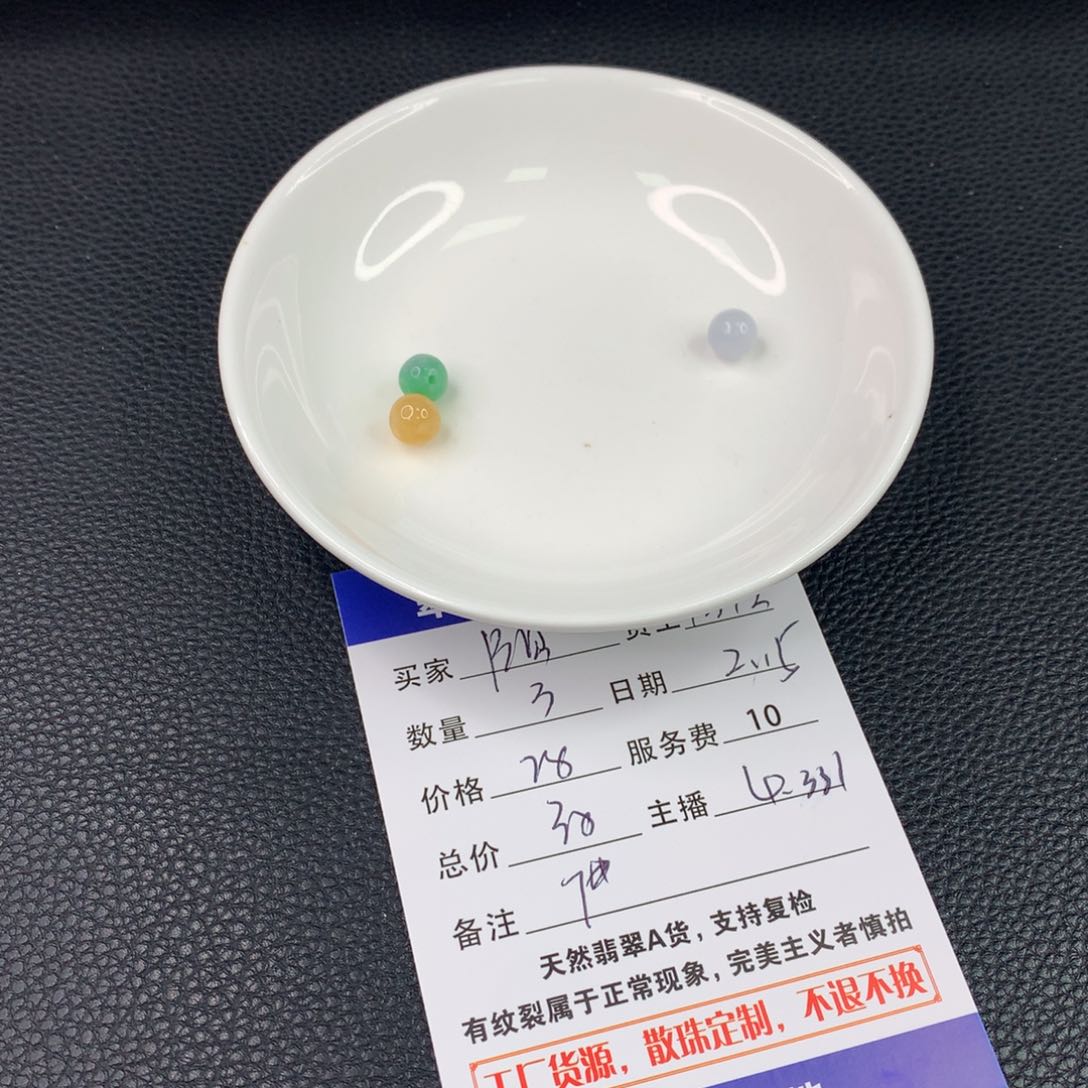 买家
数量 3 日期 2.15
价格 28 服务费 10
总价 38 主播
备注 7#
天然翡翠A货，支持复检
有纹裂属于正常现象，完美主义者慎拍
工厂货源，散珠定制，不退不换